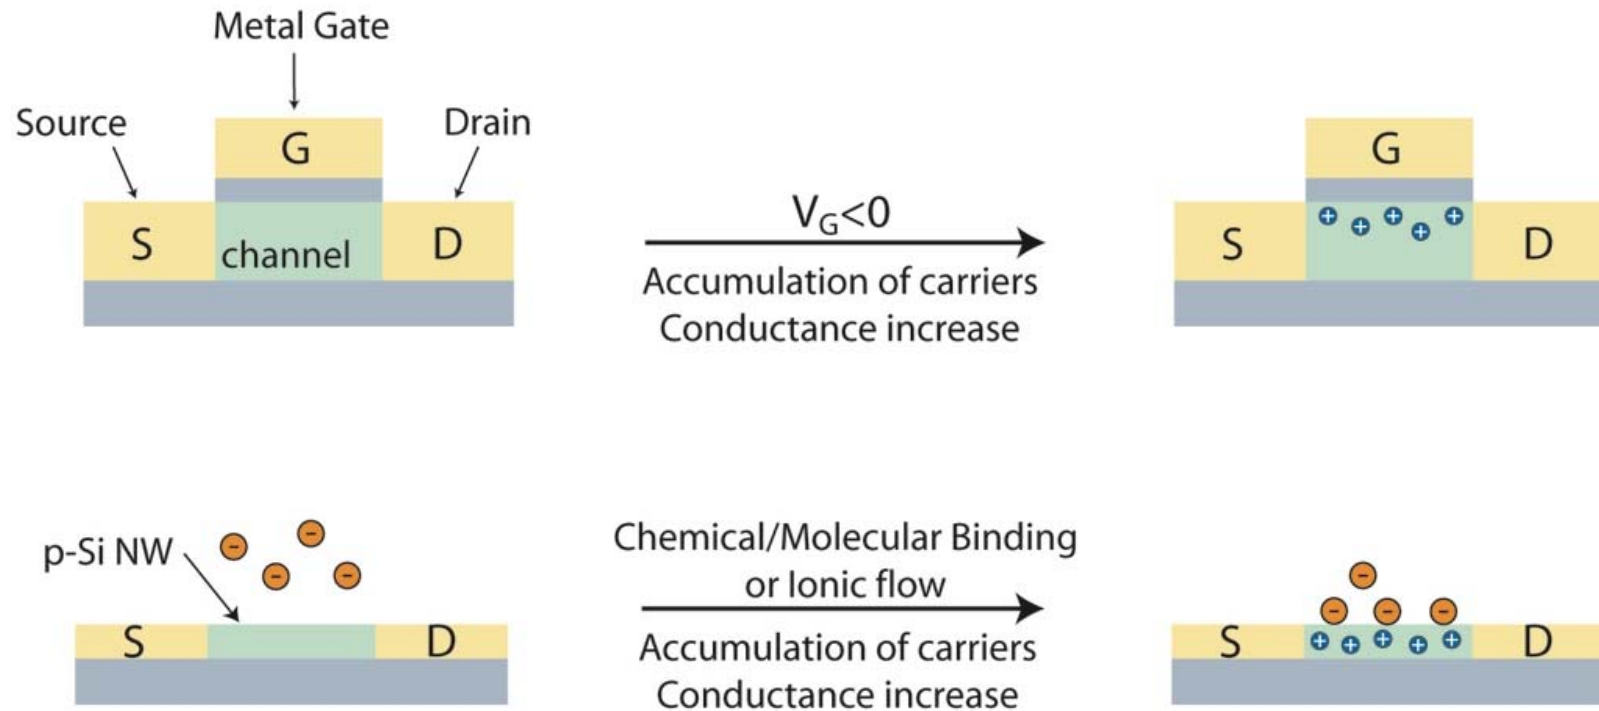 Metal Gate
Source
Drain
G
S
channel
D
V_G<0
Accumulation of carriers
Conductance increase
G
+ + + + +
S
D
p-Si NW
- - - -
S
D
Chemical/Molecular Binding
or Ionic flow
Accumulation of carriers
Conductance increase
- - - -
S
+ + + + +
D